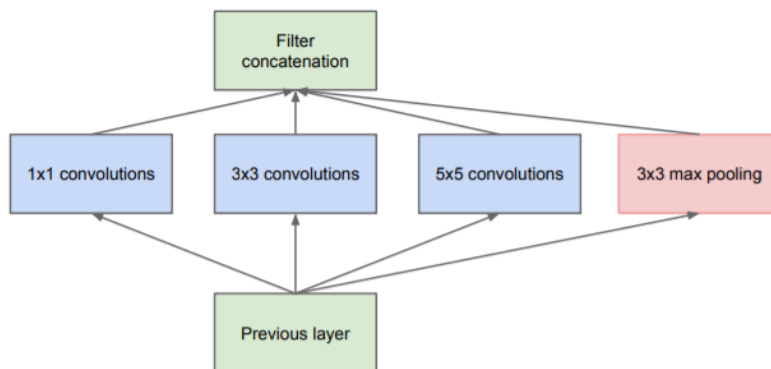 Filter
concatenation
1x1 convolutions
3x3 convolutions
5x5 convolutions
3x3 max pooling
Previous layer